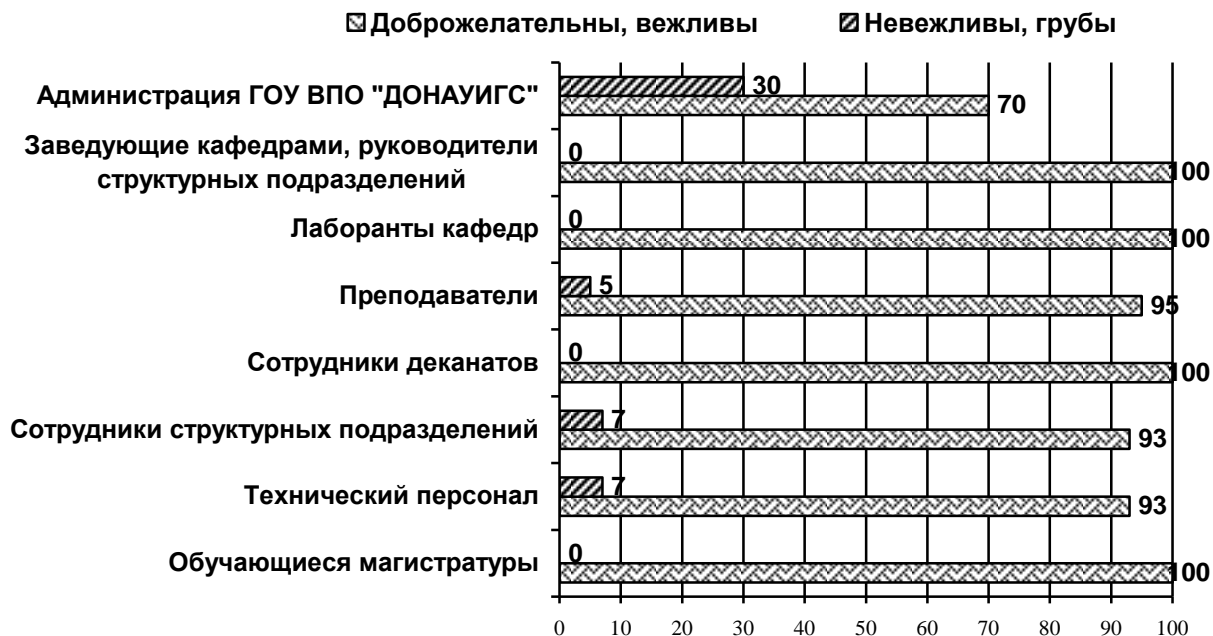 Доброжелательны, вежливы Невежливы, грубы
Администрация ГОУ ВПО "ДОНАУИГС"
30
70
Заведующие кафедрами, руководители
структурных подразделений
0
100
Лаборанты кафедр
0
100
Преподаватели
5
95
Сотрудники деканатов
0
100
Сотрудники структурных подразделений
7
93
Технический персонал
7
93
Обучающиеся магистратуры
0
100
0 10 20 30 40 50 60 70 80 90 100